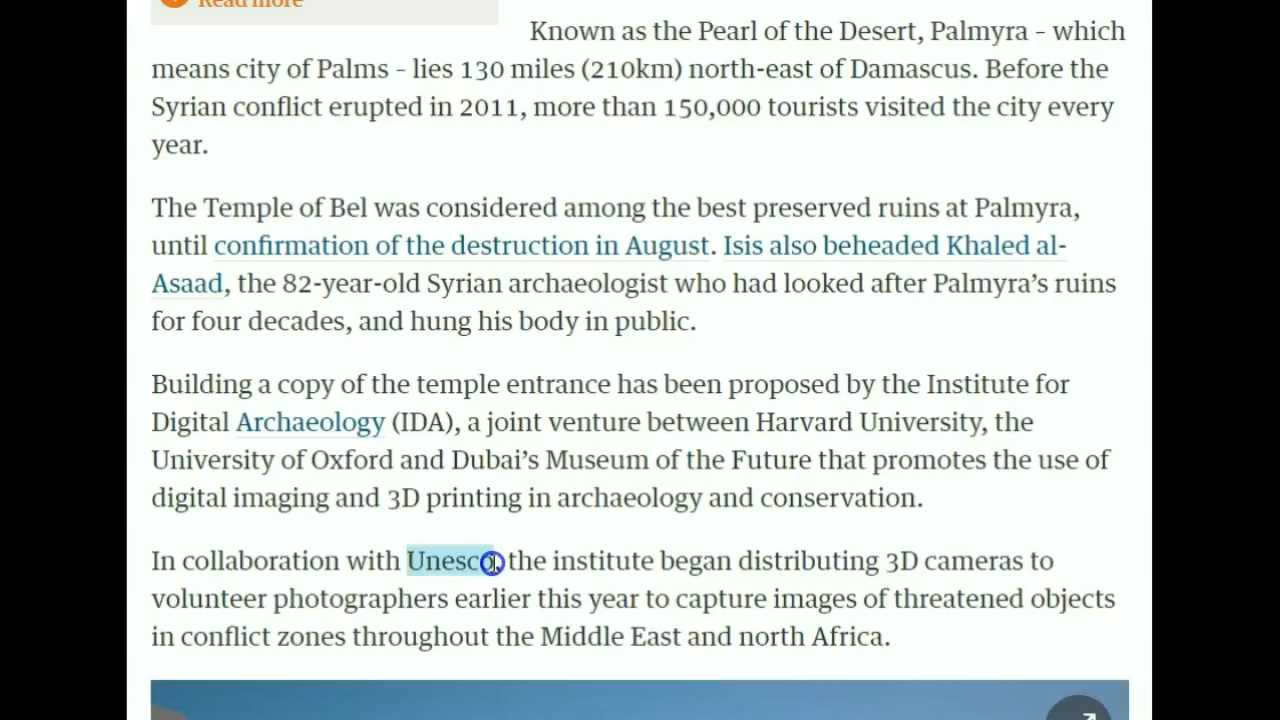 Read more
Known as the Pearl of the Desert, Palmyra – which
means city of Palms – lies 130 miles (210km) north-east of Damascus. Before the
Syrian conflict erupted in 2011, more than 150,000 tourists visited the city every
year.
The Temple of Bel was considered among the best preserved ruins at Palmyra,
until confirmation of the destruction in August. Isis also beheaded Khaled al-
Asaad, the 82-year-old Syrian archaeologist who had looked after Palmyra’s ruins
for four decades, and hung his body in public.
Building a copy of the temple entrance has been proposed by the Institute for
Digital Archaeology (IDA), a joint venture between Harvard University, the
University of Oxford and Dubai’s Museum of the Future that promotes the use of
digital imaging and 3D printing in archaeology and conservation.
In collaboration with Unesco, the institute began distributing 3D cameras to
volunteer photographers earlier this year to capture images of threatened objects
in conflict zones throughout the Middle East and north Africa.